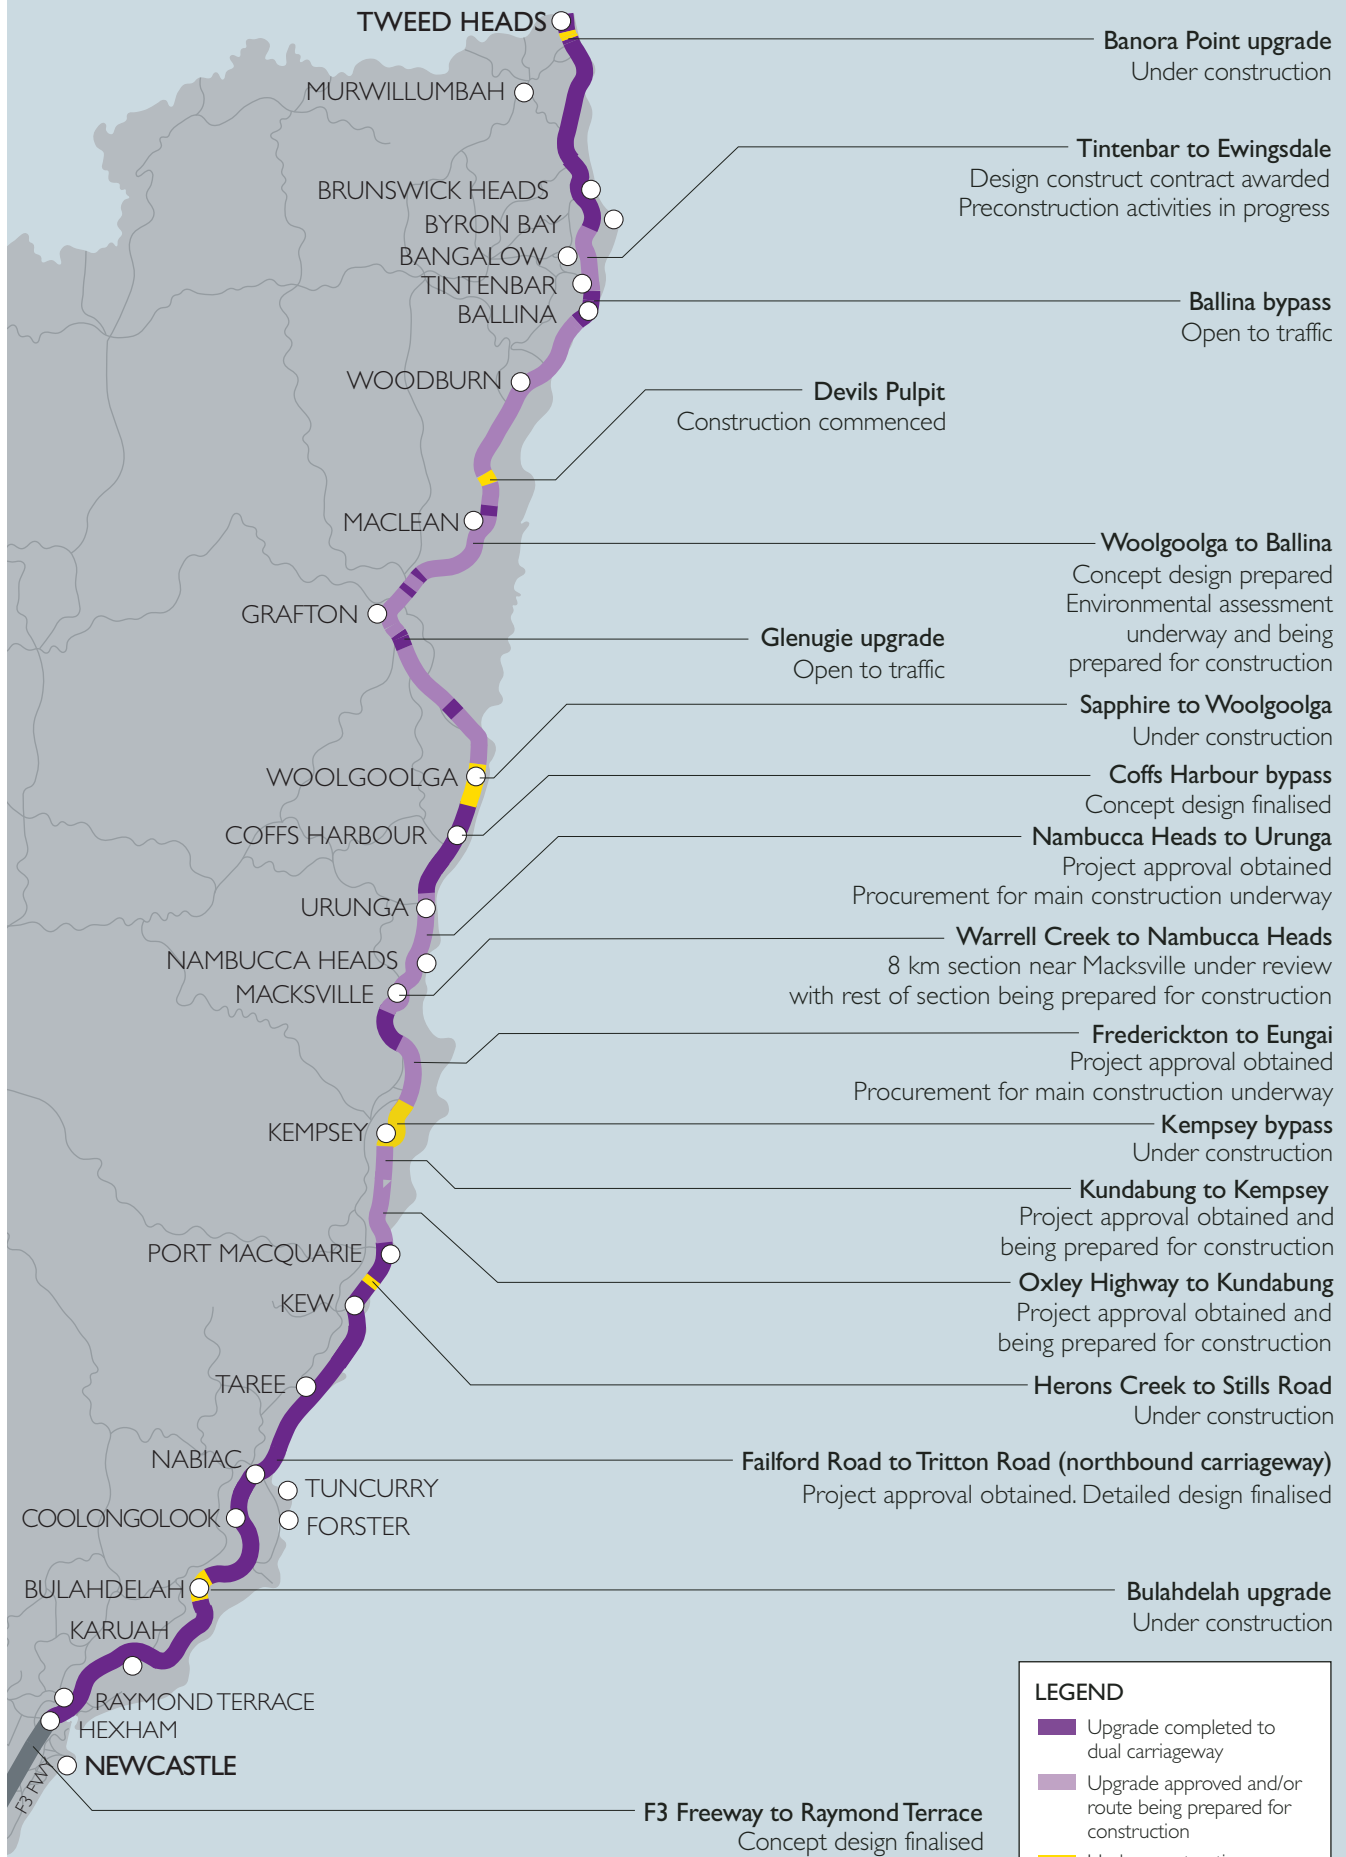 TWEED HEADS
Banora Point upgrade
Under construction
MURWILLUMBAH
Tintenbar to Ewingsdale
Design construct contract awarded
Preconstruction activities in progress
BRUNSWICK HEADS
BYRON BAY
BANGALOW
TINTENBAR
BALLINA
Ballina bypass
Open to traffic
WOODBURN
Devils Pulpit
Construction commenced
MACLEAN
Woolgoolga to Ballina
Concept design prepared
Environmental assessment
underway and being
prepared for construction
GRAFTON
Glenugie upgrade
Open to traffic
Sapphire to Woolgoolga
Under construction
WOOLGOOLGA
Coffs Harbour bypass
Concept design finalised
COFFS HARBOUR
Nambucca Heads to Urunga
Project approval obtained
Procurement for main construction underway
URUNGA
NAMBUCCA HEADS
MACKSVILLE
Warrell Creek to Nambucca Heads
8 km section near Macksville under review
with rest of section being prepared for construction
Frederickton to Eungai
Project approval obtained
Procurement for main construction underway
KEMPSEY
Kempsey bypass
Under construction
Kundabung to Kempsey
Project approval obtained and
being prepared for construction
PORT MACQUARIE
Oxley Highway to Kundabung
Project approval obtained and
being prepared for construction
KEW
TAREE
Herons Creek to Stills Road
Under construction
NABIAC
Failford Road to Tritton Road (northbound carriageway)
Project approval obtained. Detailed design finalised
TUNCURRY
COOLONGOLOOK
FORSTER
BULAHDELAH
Bulahdelah upgrade
Under construction
KARUAH
RAYMOND TERRACE
HEXHAM
NEWCASTLE
F3 FWY
F3 Freeway to Raymond Terrace
Concept design finalised
LEGEND
Upgrade completed to
dual carriageway
Upgrade approved and/or
route being prepared for
construction